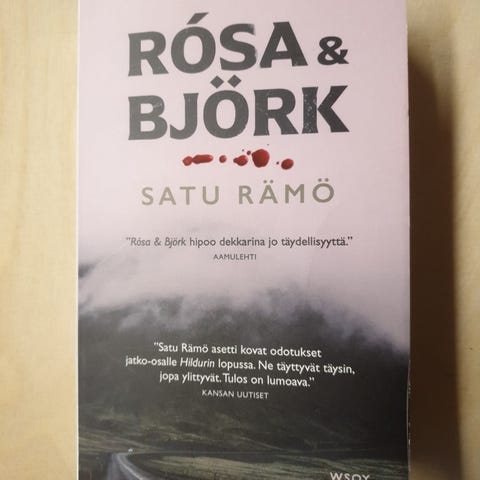 RÓSA &
BJÖRK
SATU RÄMÖ
"Rósa & Björk hipoo dekkarina jo täydellisyyttä."
AAMULEHTI
"Satu Rämö asetti kovat odotukset
jatko-osalle Hildurin lopussa. Ne täyttyvät täysin,
jopa ylittyvät. Tulos on lumoava."
KANSAN UUTISET
WSOY